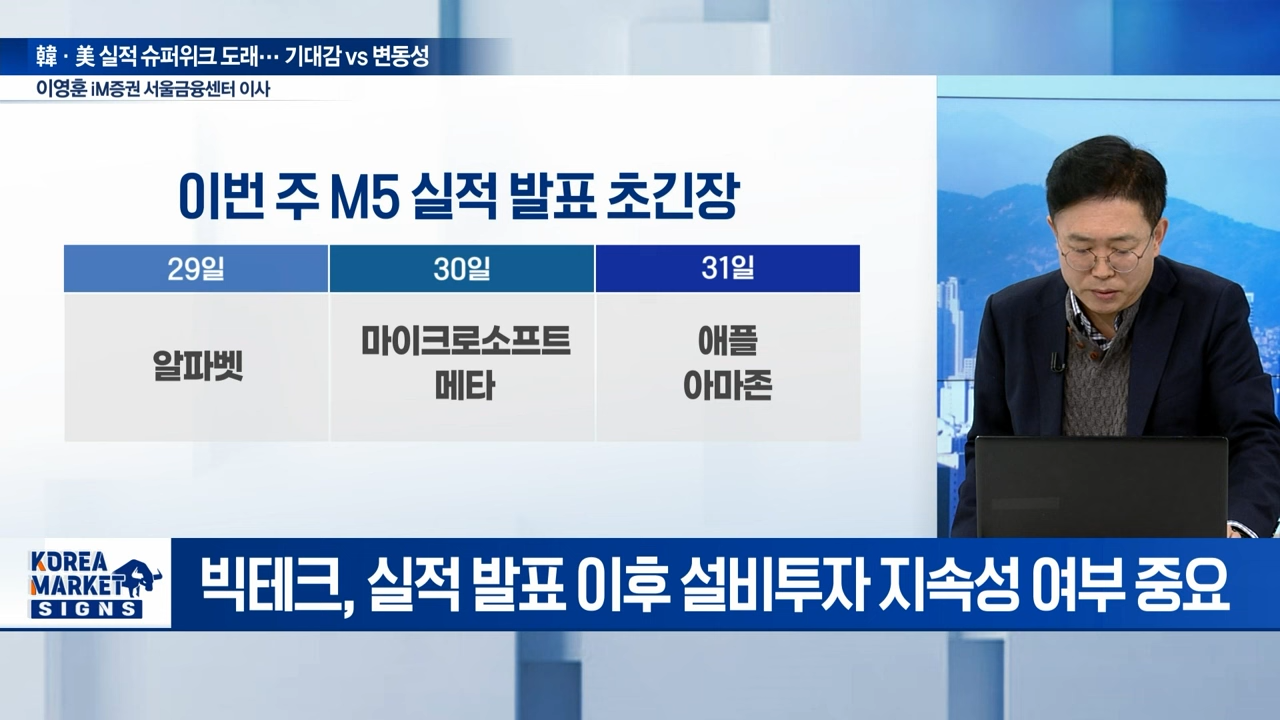 韓·美 실적 슈퍼위크 도래… 기대감 vs 변동성
이영훈 iM증권 서울금융센터 이사
이번 주 M5 실적 발표 초긴장
29일 30일 31일
알파벳
마이크로소프트
메타
애플
아마존
KOREA
MARKET
SIGNS
빅테크, 실적 발표 이후 설비투자 지속성 여부 중요